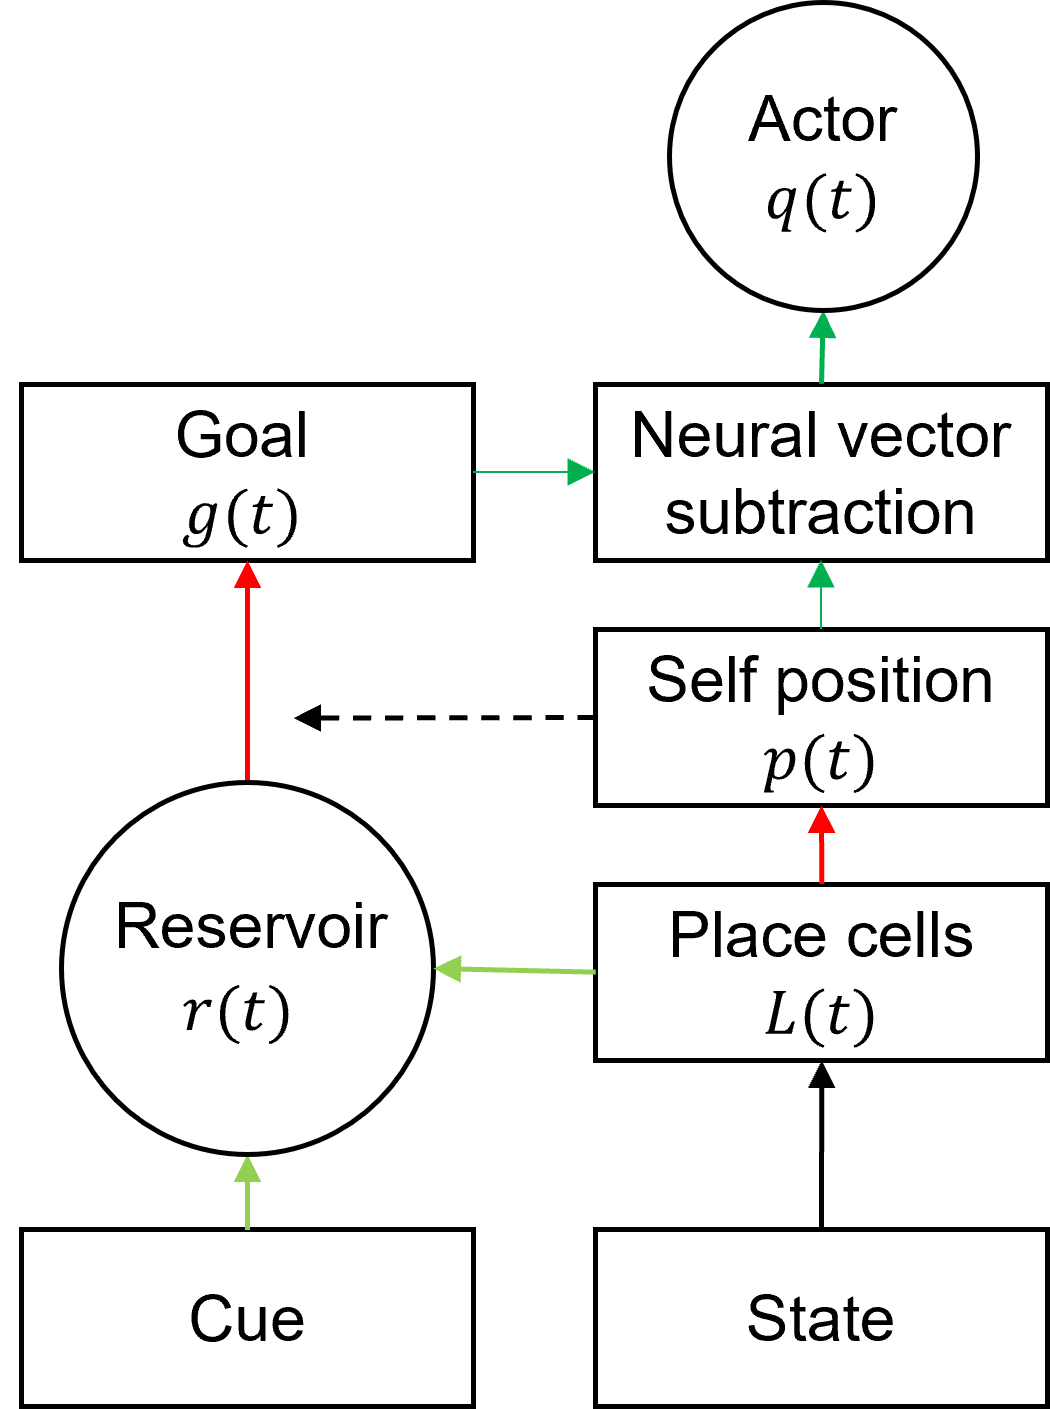 Actor
q(t)
Goal
g(t)
Neural vector
subtraction
Self position
p(t)
Reservoir
r(t)
Place cells
L(t)
Cue
State